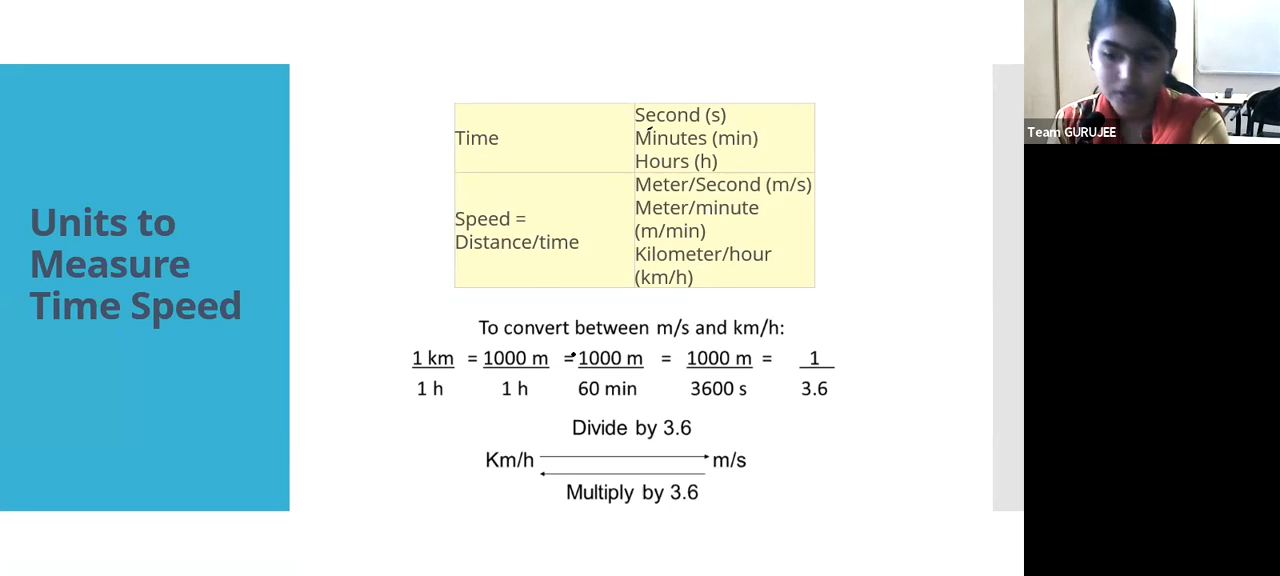 Units to
Measure
Time Speed
Time
Second (s)
Minutes (min)
Hours (h)
Speed =
Distance/time
Meter/Second (m/s)
Meter/minute
(m/min)
Kilometer/hour
(km/h)
To convert between m/s and km/h:
1 km = 1000 m = 1000 m = 1000 m = 1
1 h 1 h 60 min 3600 s 3.6
Divide by 3.6
Km/h m/s
Multiply by 3.6
Team GURUJEE